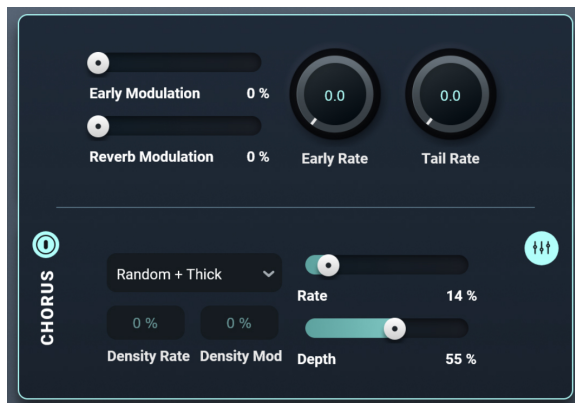 Early Modulation 0 %
Reverb Modulation 0 %
0.0
Early Rate
0.0
Tail Rate
CHORUS
Random + Thick
0 %
Density Rate
0 %
Density Mod
Rate 14 %
Depth 55 %